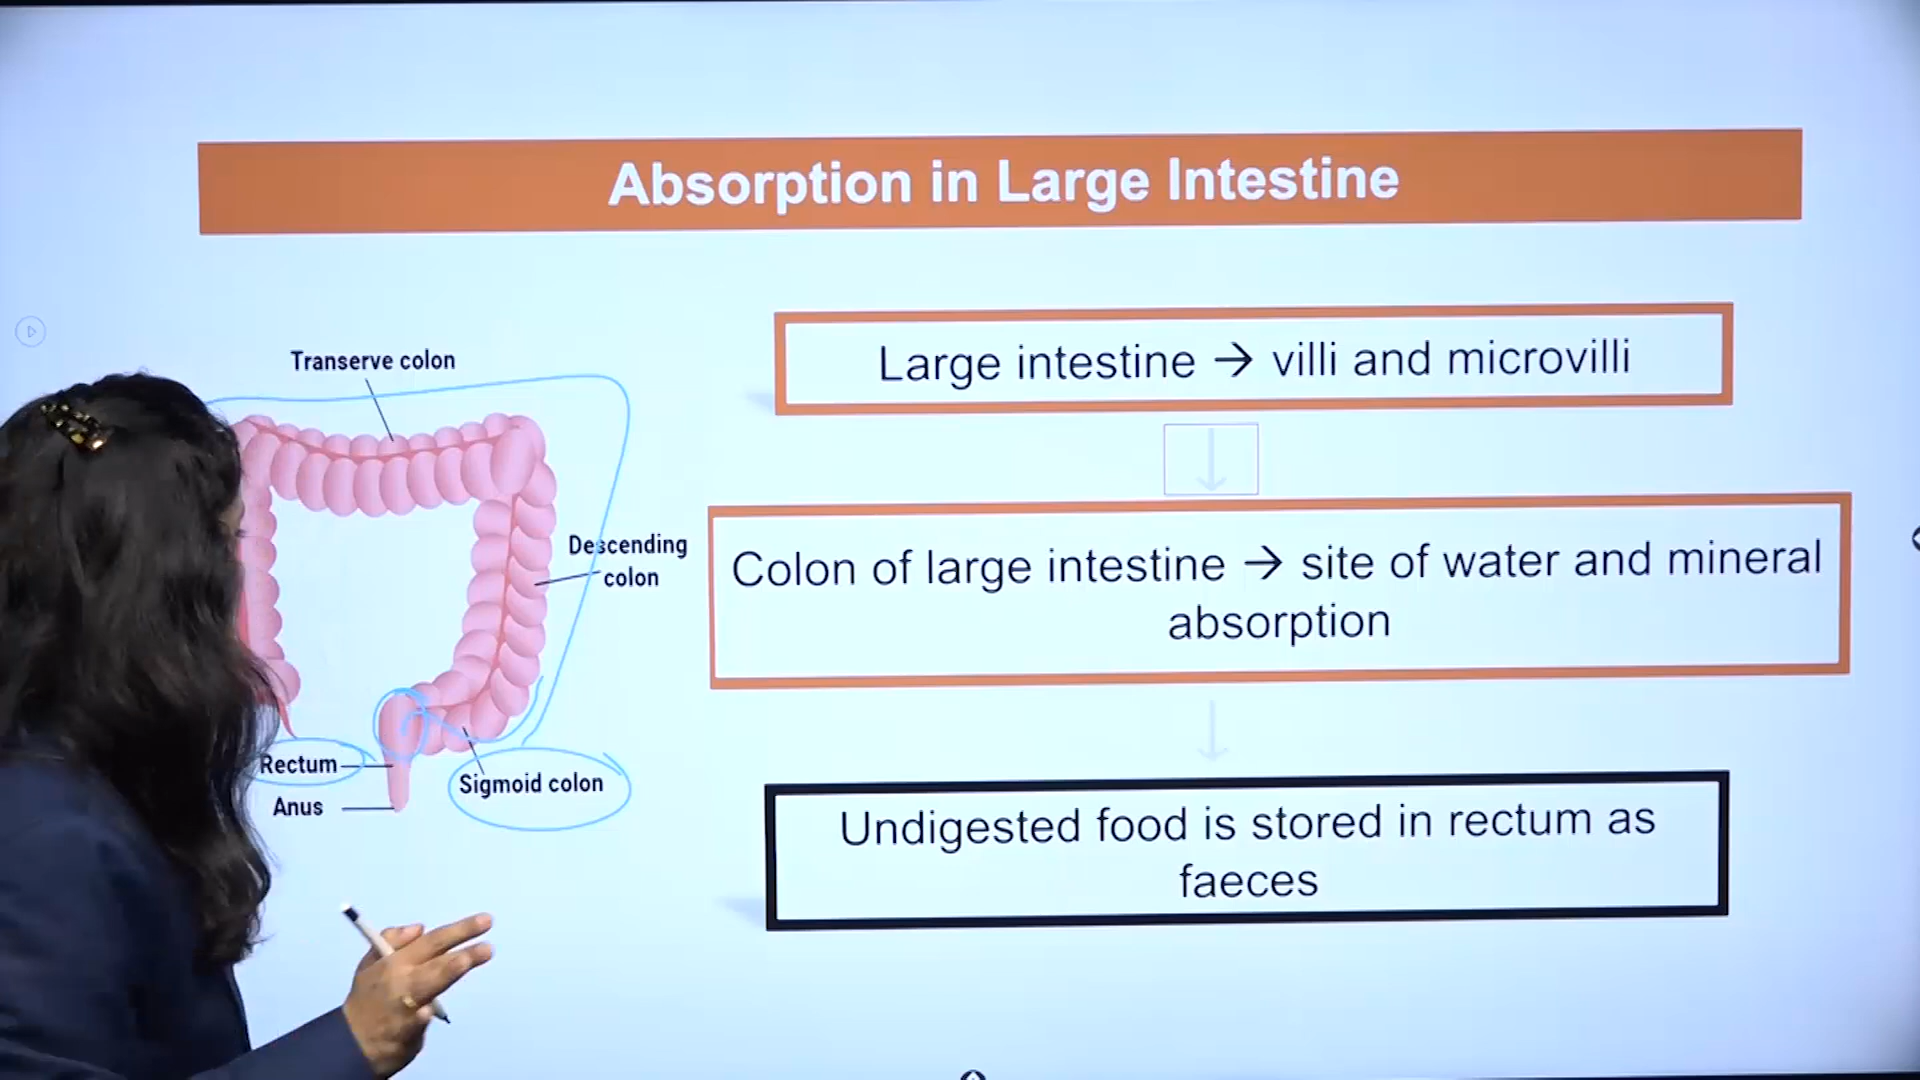 Absorption in Large Intestine
Large intestine → villi and microvilli
Transerve colon
Descending
colon
Colon of large intestine → site of water and mineral
absorption
Rectum
Anus
Sigmoid colon
Undigested food is stored in rectum as
faeces